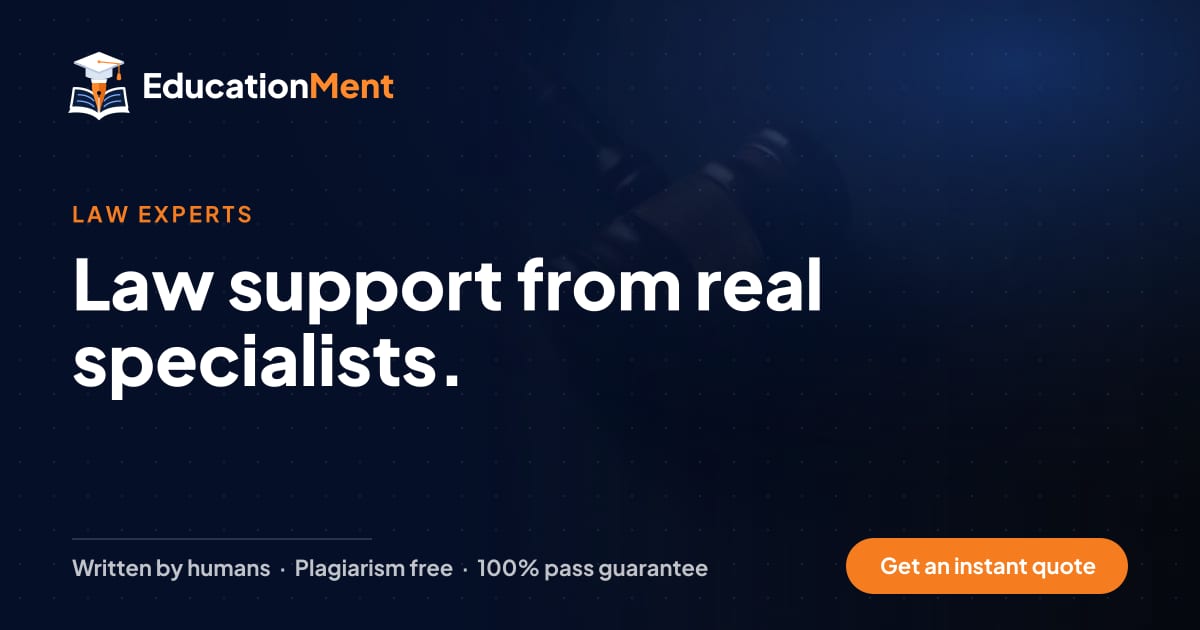 EducationMent
LAW EXPERTS
Law support from real
specialists.
Written by humans · Plagiarism free · 100% pass guarantee
Get an instant quote